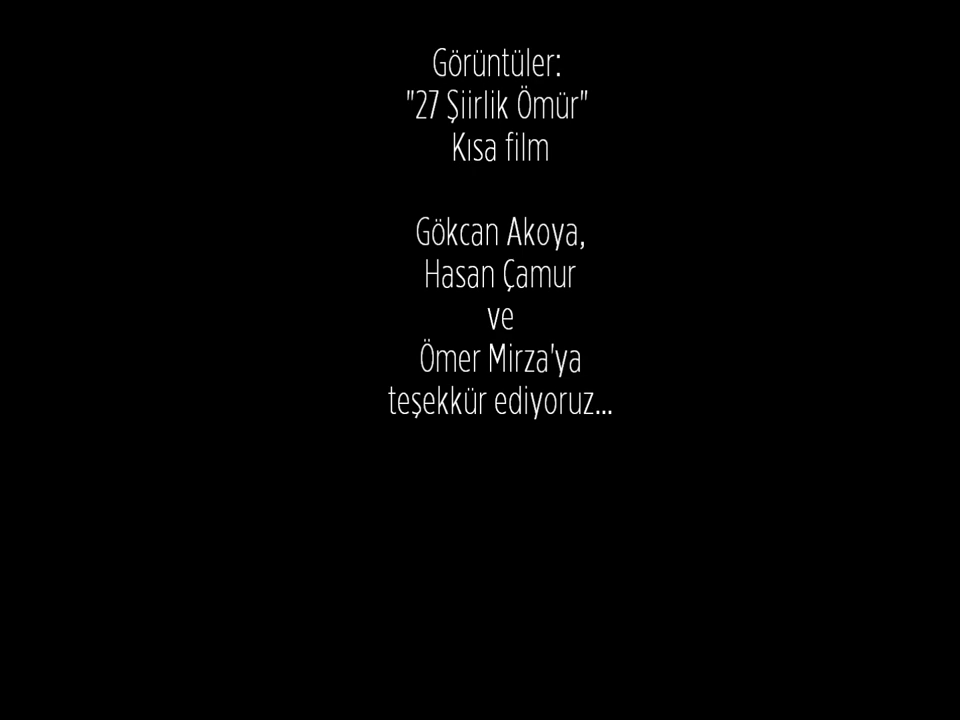 Görüntüler:
"27 Şiirlik Ömür"
Kısa film
Gökcan Akoya,
Hasan Çamur
ve
Ömer Mirza'ya
teşekkür ediyoruz...